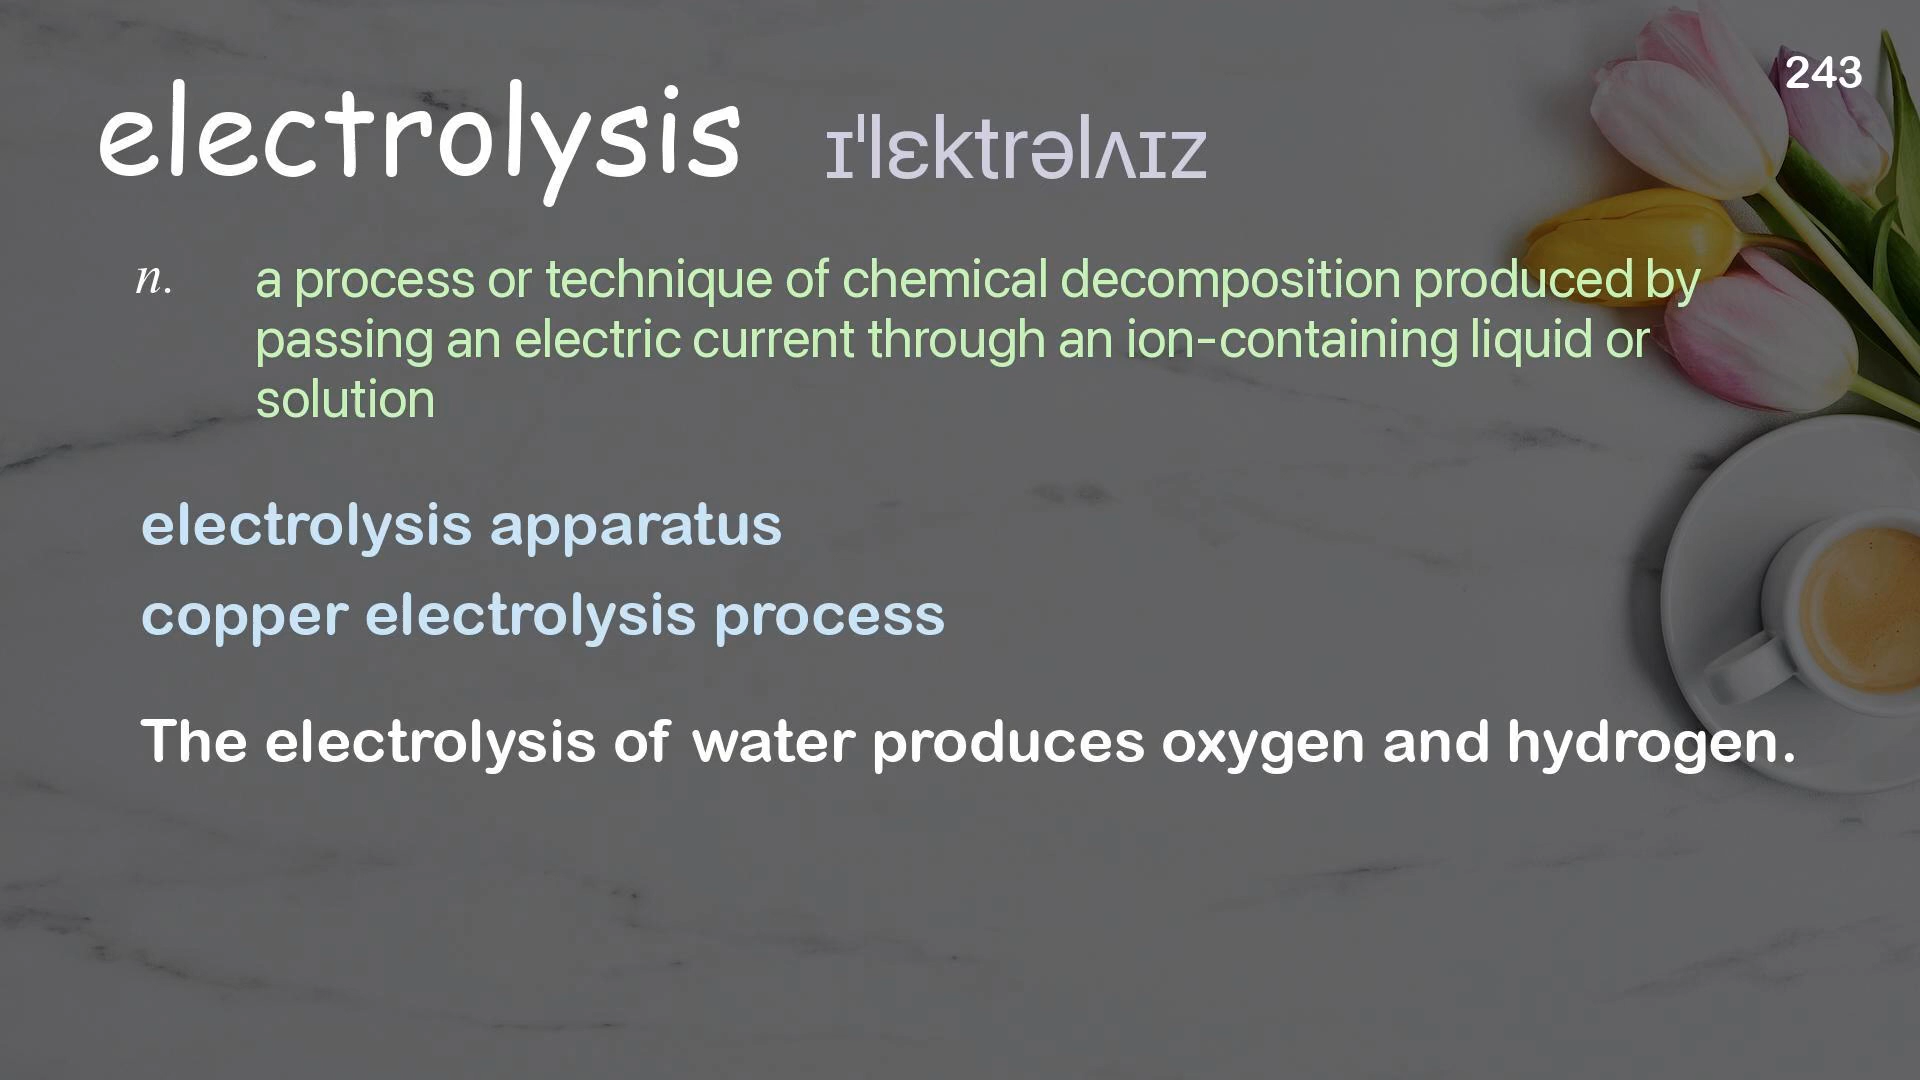 243
electrolysis ɪˈlɛktrəlʌɪz
n. a process or technique of chemical decomposition produced by
passing an electric current through an ion-containing liquid or
solution
electrolysis apparatus
copper electrolysis process
The electrolysis of water produces oxygen and hydrogen.